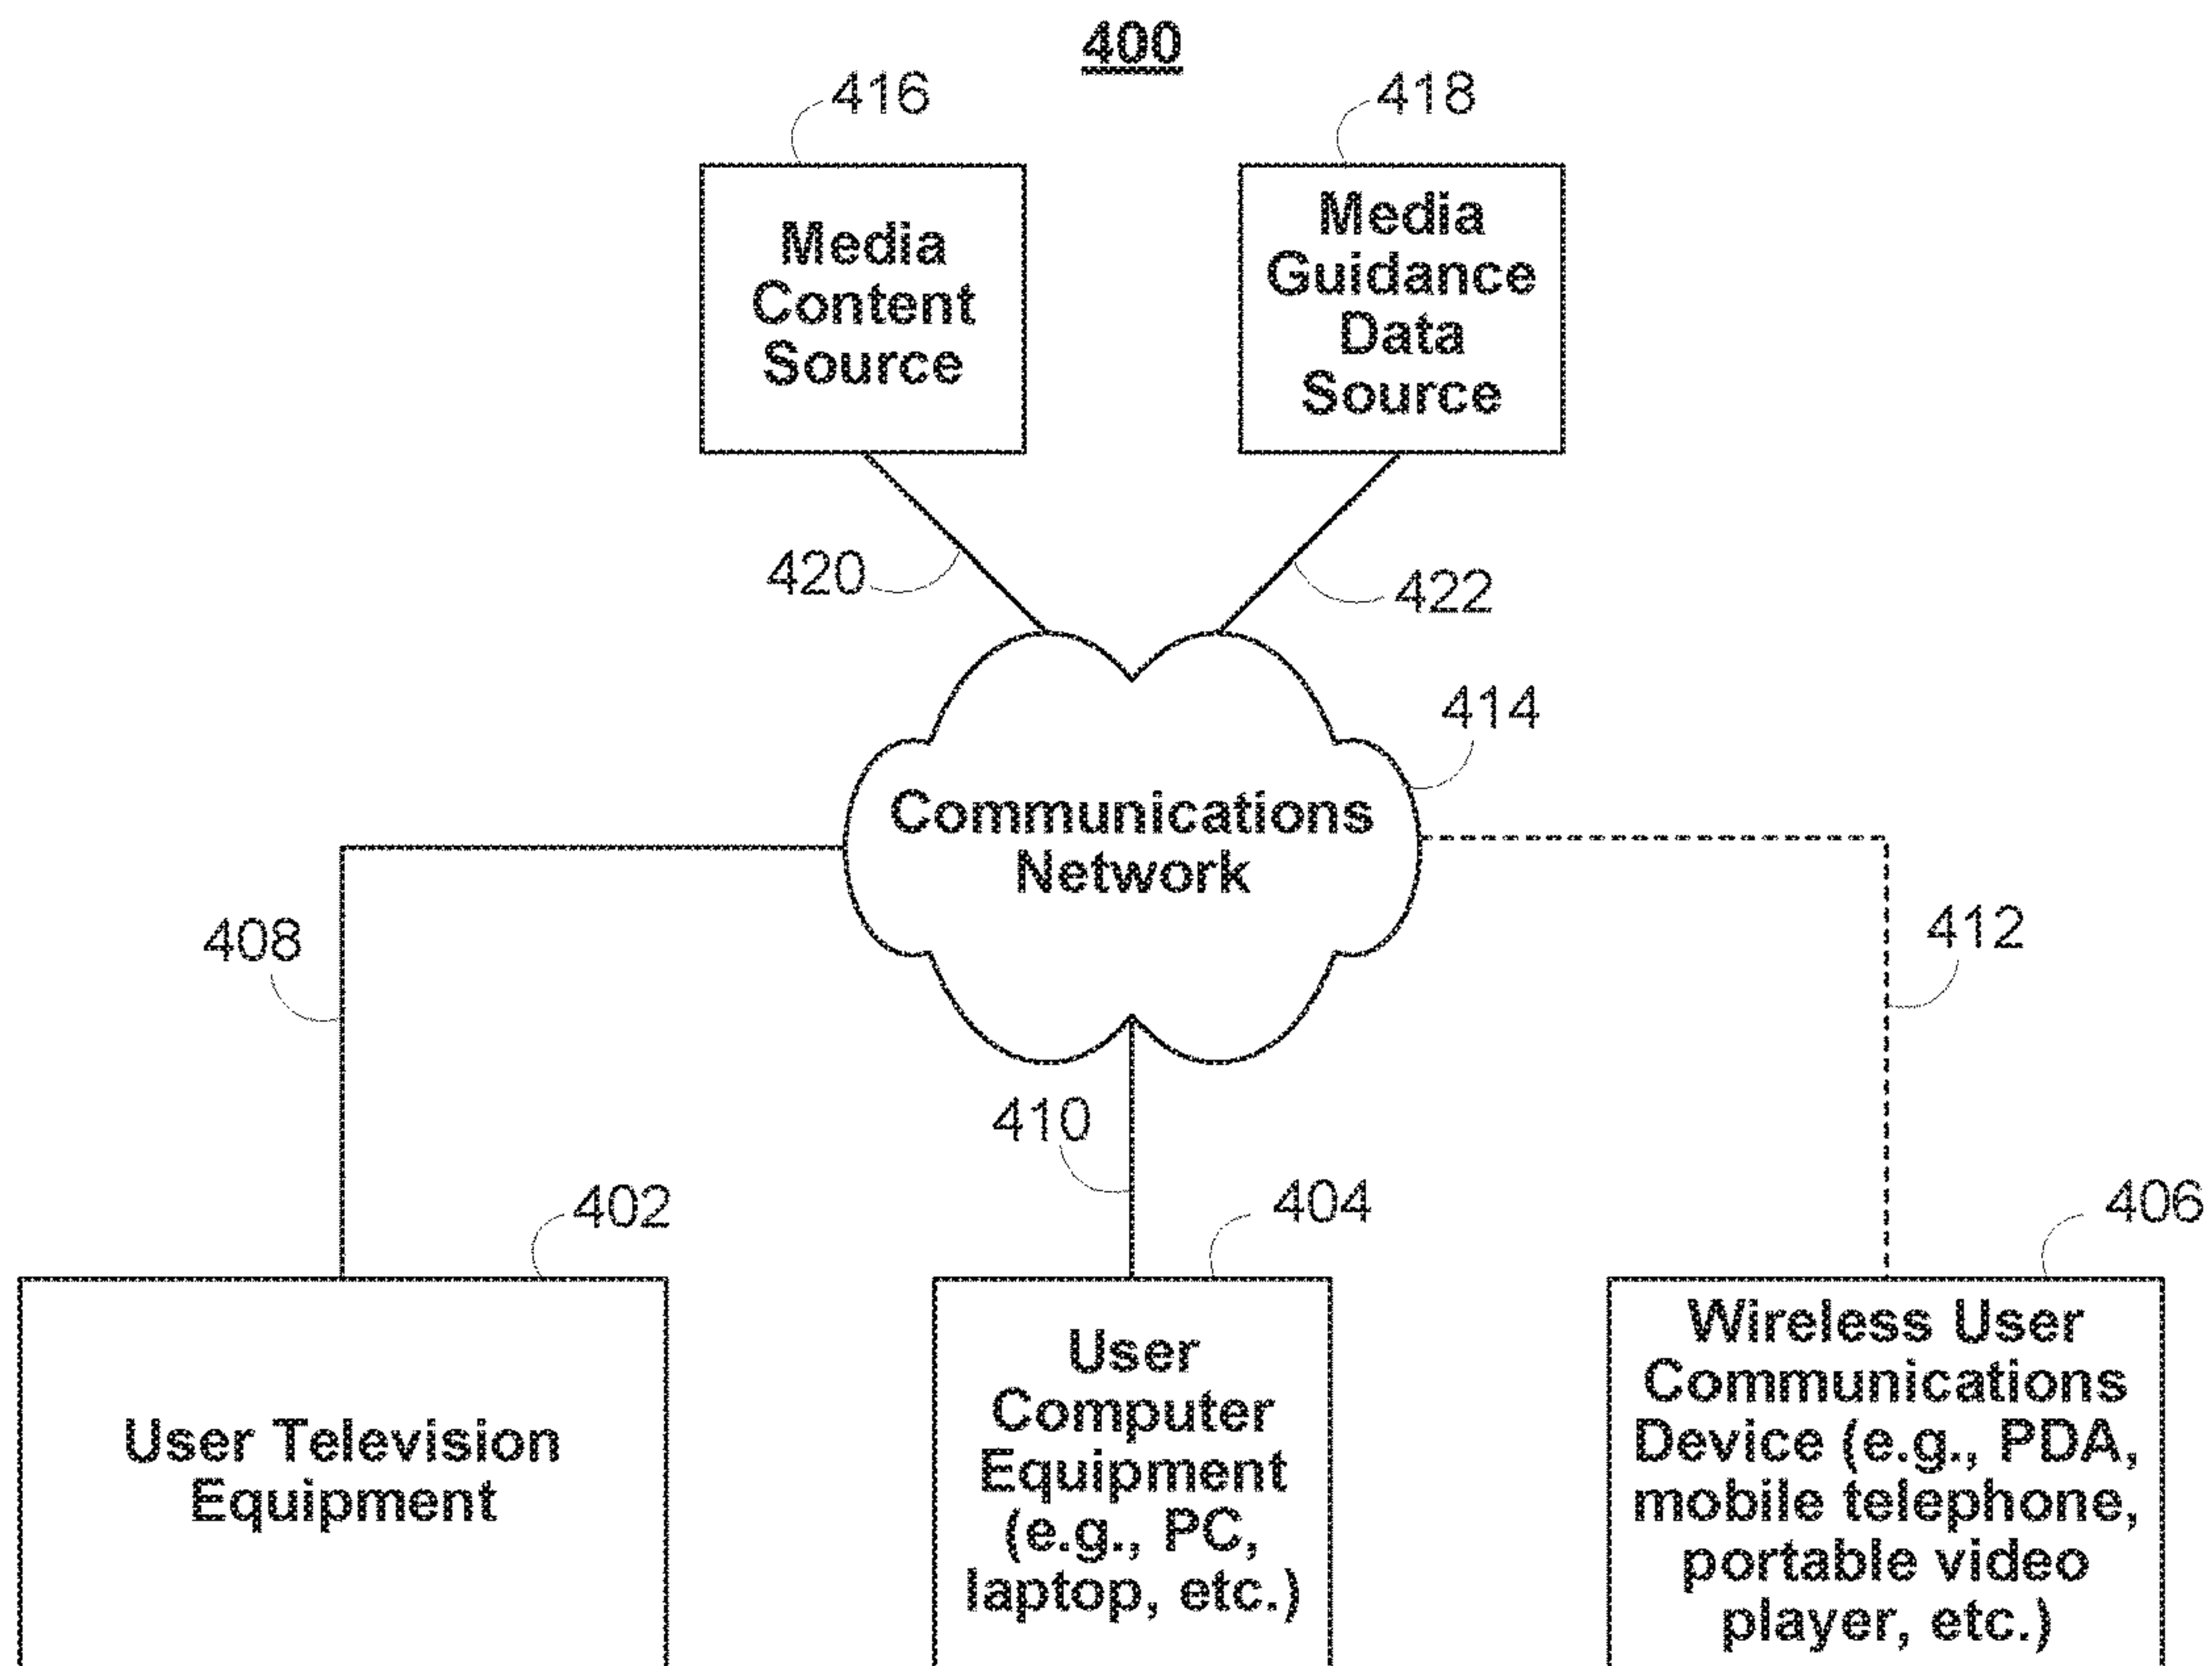 400
416
418
Media
Content
Source
Media
Guidance
Data
Source
420
422
414
Communications
Network
408
412
410
402
404
406
User Television
Equipment
User
Computer
Equipment
(e.g., PC,
laptop, etc.)
Wireless User
Communications
Device (e.g., PDA,
mobile telephone,
portable video
player, etc.)